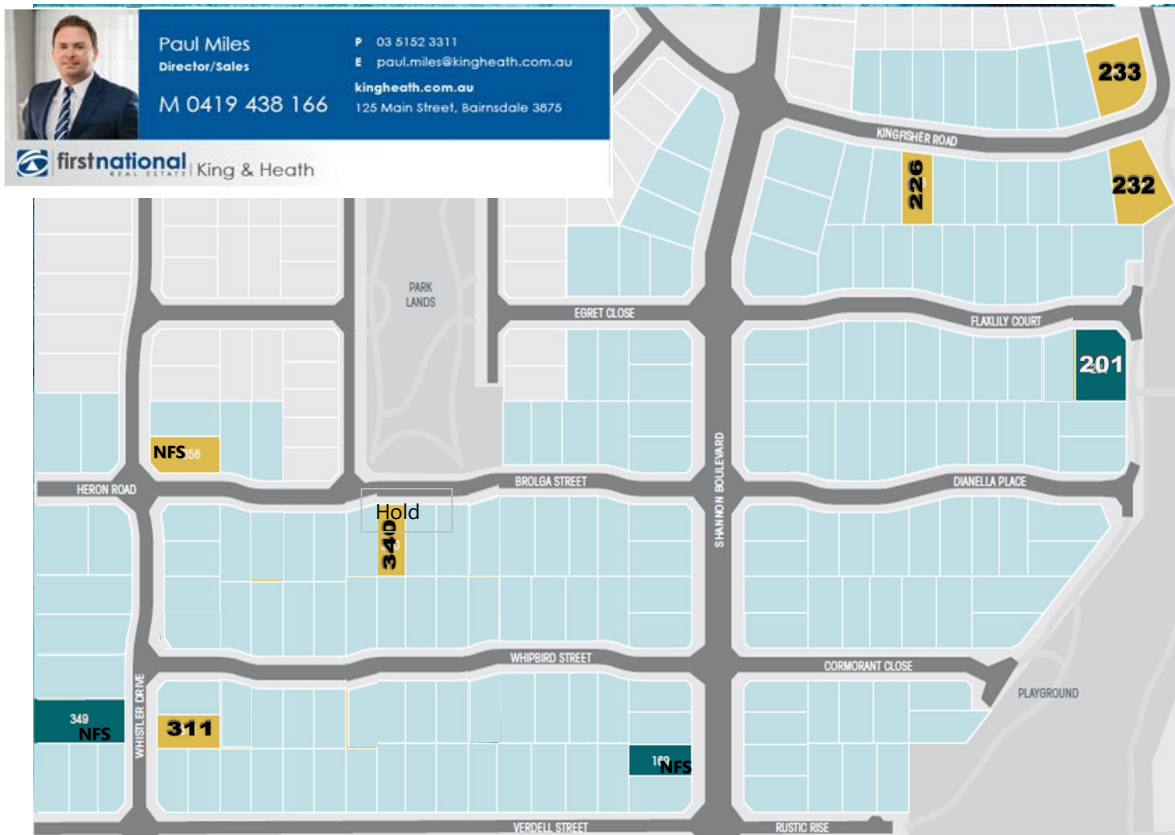 Paul Miles
Director/Sales
M 0419 438 166
P 03 5152 3311
E paul.miles@kingheath.com.au
kingheath.com.au
125 Main Street, Bairnsdale 3875
firstnational
REAL ESTATE
King & Heath
233
KINGFISHER ROAD
226
232
PARK
LANDS
EGRET CLOSE
FLAXLILY COURT
201
NFS
HERON ROAD
BROLGA STREET
DIANELLA PLACE
SHANNON BOULEVARD
Hold
340
WHIPBIRD STREET
CORMORANT CLOSE
WHISTLER DRIVE
PLAYGROUND
349
NFS
311
NFS
VERDELL STREET
RUSTIC RISE